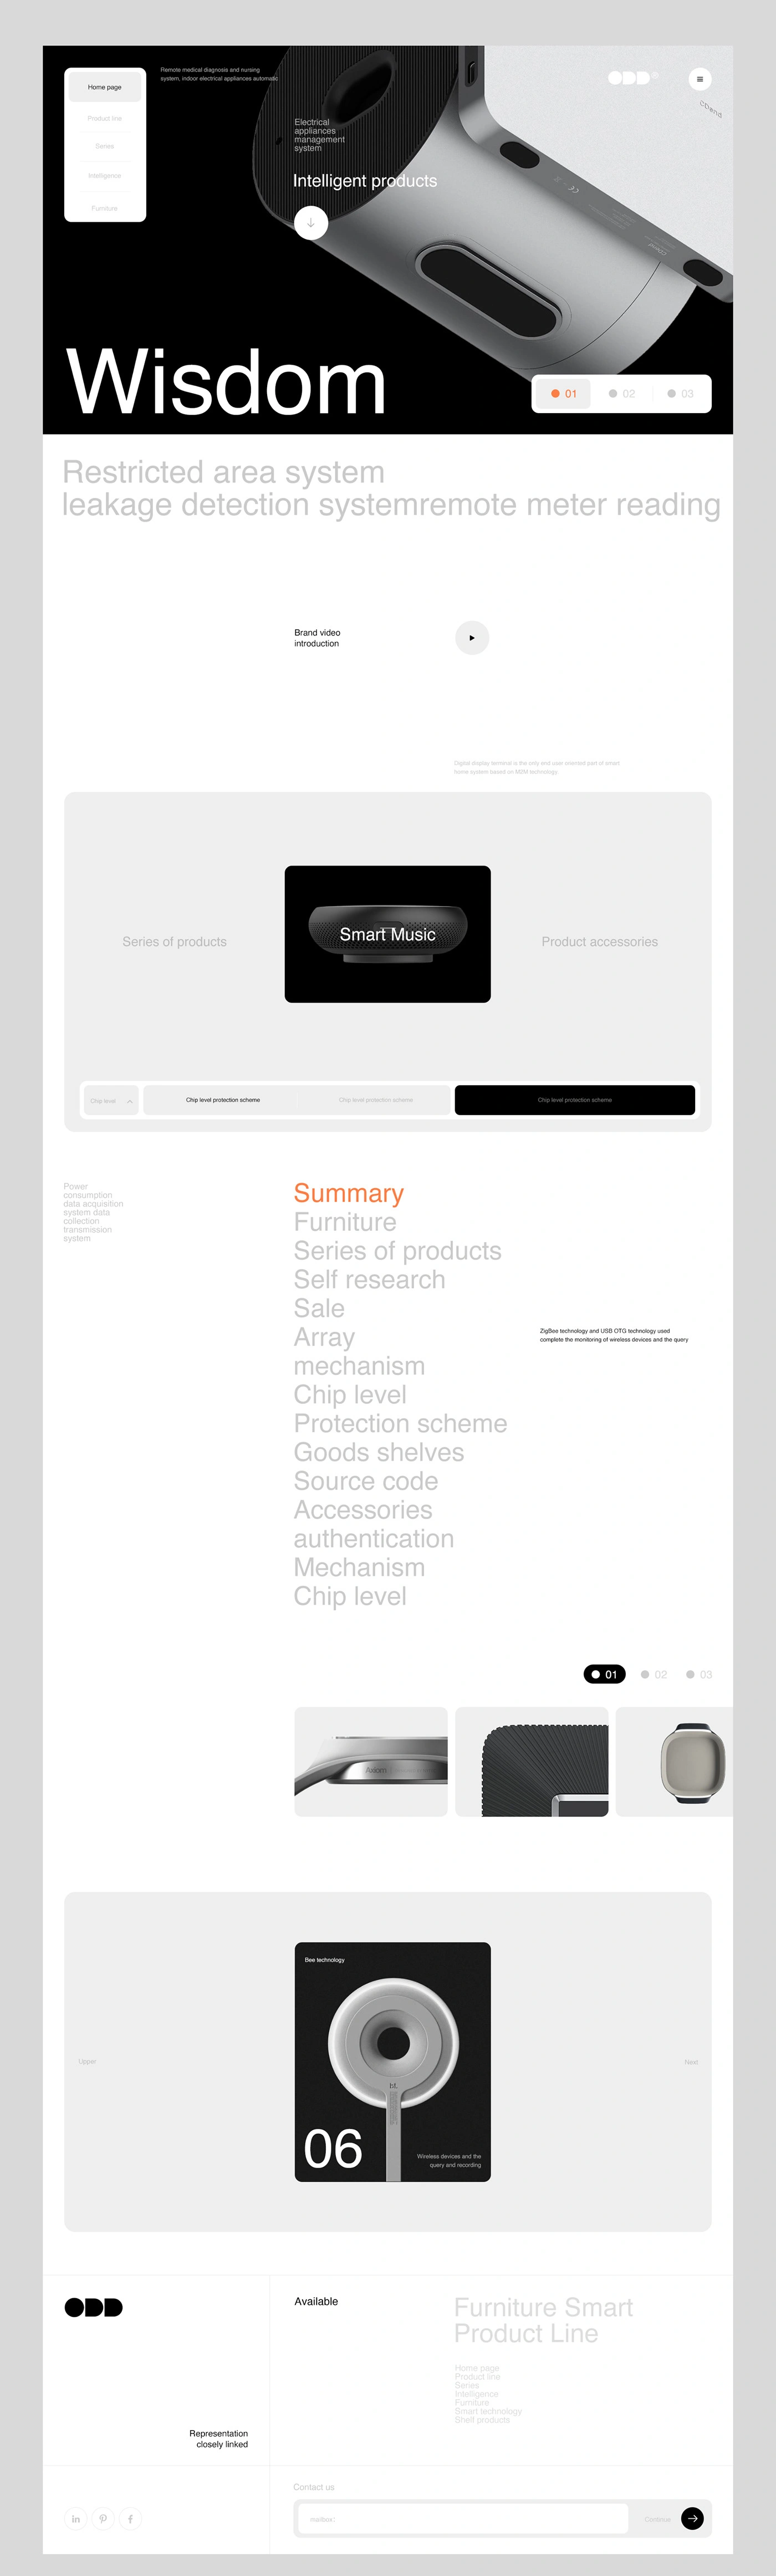 Home page
Product line
Series
Intelligence
Furniture
Remote medical diagnosis and nursing
system, indoor electrical appliances automatic
ODD
Electrical
appliances
management
system
Intelligent products
Wisdom
01
02
03
Restricted area system
leakage detection systemremote meter reading
Brand video
introduction
Digital display terminal is the only end user oriented part of smart
home system based on M2M technology.
Series of products
Smart Music
Product accessories
Chip level
Chip level protection scheme
Chip level protection scheme
Chip level protection scheme
Power
consumption
data acquisition
system data
collection
transmission
system
Summary
Furniture
Series of products
Self research
Sale
Array
mechanism
Chip level
Protection scheme
Goods shelves
Source code
Accessories
authentication
Mechanism
Chip level
ZigBee technology and USB OTG technology used
complete the monitoring of wireless devices and the query
01
02
03
Axiom
Bee technology
06
Wireless devices and the
query and recording
Upper
Next
ODD
Available
Furniture Smart
Product Line
Home page
Product line
Series
Intelligence
Furniture
Smart technology
Shelf products
Representation
closely linked
Contact us
in
f
mailbox:
Continue